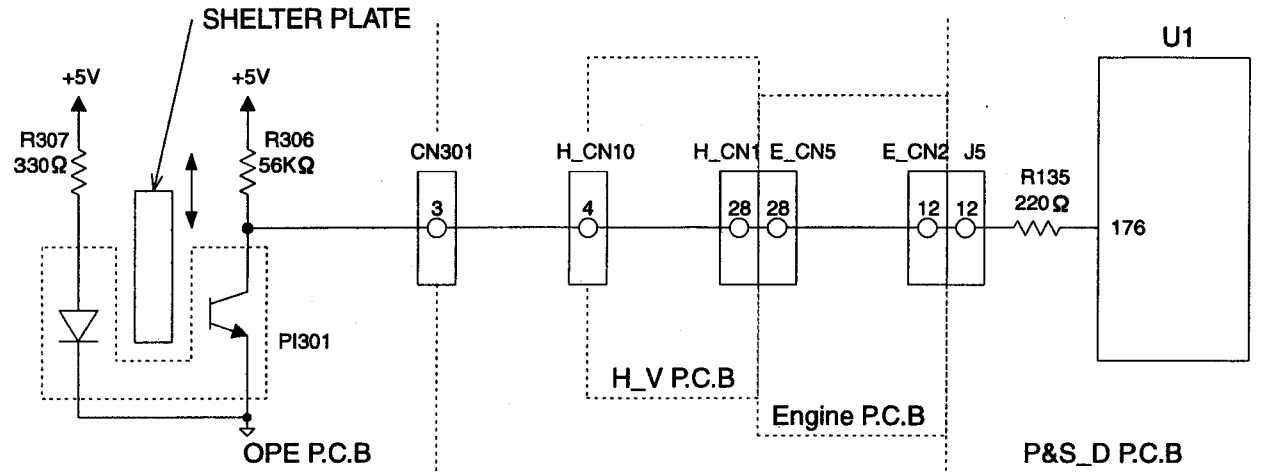 SHELTER PLATE
U1
+5V
+5V
R307
330Ω
R306
56KΩ
CN301
H_CN10
H_CN1
E_CN5
E_CN2
J5
R135
220Ω
3
4
28
28
12
12
176
PI301
H_V P.C.B
Engine P.C.B
OPE P.C.B
P&S_D P.C.B